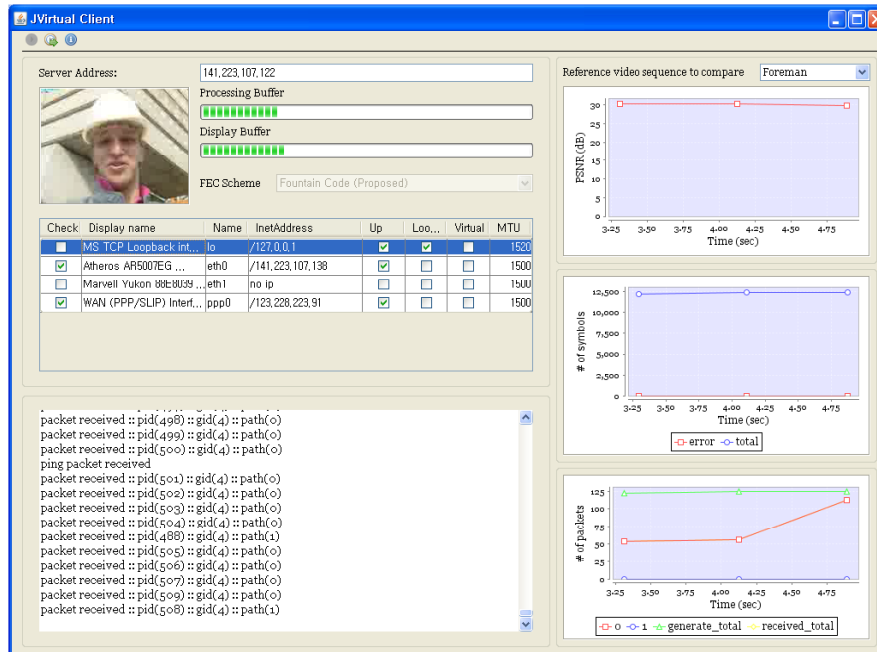 JVirtual Client
Server Address:
141,223,107,122
Processing Buffer
Display Buffer
FEC Scheme
Fountain Code (Proposed)
Check Display name Name InetAddress Up Loo,,, Virtual MTU
MS TCP Loopback int,,, lo /127,0,0,1 1520
Atheros AR5007EG ,,, eth0 /141,223,107,138 1500
Marvell Yukon 88E8039 ,,, eth1 no ip 1500
WAN (PPP/SLIP) Interf,,, ppp0 /123,228,223,91 1500
packet received :: pid(498) :: gid(4) :: path(0)
packet received :: pid(499) :: gid(4) :: path(0)
packet received :: pid(500) :: gid(4) :: path(0)
ping packet received
packet received :: pid(501) :: gid(4) :: path(0)
packet received :: pid(502) :: gid(4) :: path(0)
packet received :: pid(503) :: gid(4) :: path(0)
packet received :: pid(504) :: gid(4) :: path(0)
packet received :: pid(488) :: gid(4) :: path(1)
packet received :: pid(505) :: gid(4) :: path(0)
packet received :: pid(506) :: gid(4) :: path(0)
packet received :: pid(507) :: gid(4) :: path(0)
packet received :: pid(509) :: gid(4) :: path(0)
packet received :: pid(508) :: gid(4) :: path(1)
Reference video sequence to compare Foreman
PSNR(dB)
30
25
20
15
10
5
0
3.25 3.50 3.75 4.00 4.25 4.50 4.75
Time (sec)
# of symbols
12,500
10,000
7,500
5,000
2,500
0
3.25 3.50 3.75 4.00 4.25 4.50 4.75
Time (sec)
error total
# of packets
125
100
75
50
25
0
3.25 3.50 3.75 4.00 4.25 4.50 4.75
Time (sec)
0 1 generate_total received_total